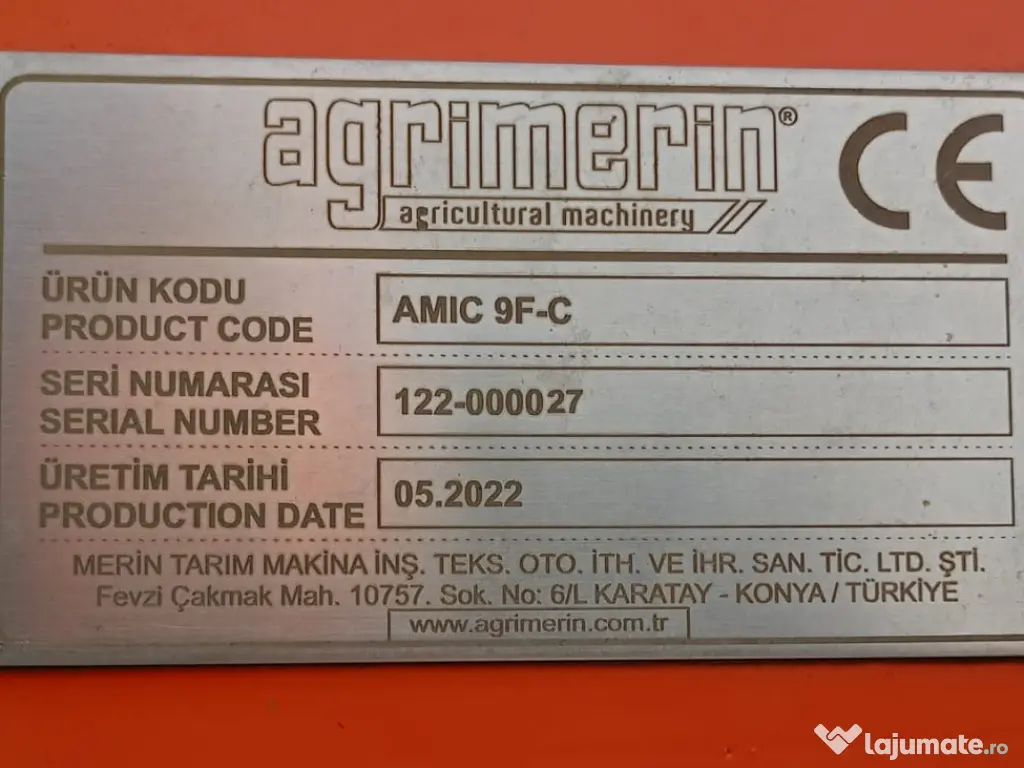 agrimerin®
agricultural machinery
CE
ÜRÜN KODU
PRODUCT CODE
AMIC 9F-C
SERİ NUMARASI
SERIAL NUMBER
122-000027
ÜRETİM TARİHİ
PRODUCTION DATE
05.2022
MERİN TARIM MAKİNA İNŞ. TEKS. OTO. İTH. VE İHR. SAN. TİC. LTD. ŞTİ.
Fevzi Çakmak Mah. 10757. Sok. No: 6/L KARATAY - KONYA / TÜRKİYE
www.agrimerin.com.tr
lajumate.ro